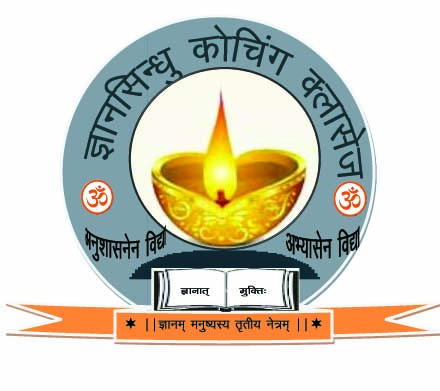 ज्ञानसिन्धु कोचिंग क्लासेज
ॐ
ॐ
अनुशासनेन विद्या
अभ्यासेन विद्या
ज्ञानात्
मुक्तिः
✶ ||ज्ञानम् मनुष्यस्य तृतीय नेत्रम् ||✶